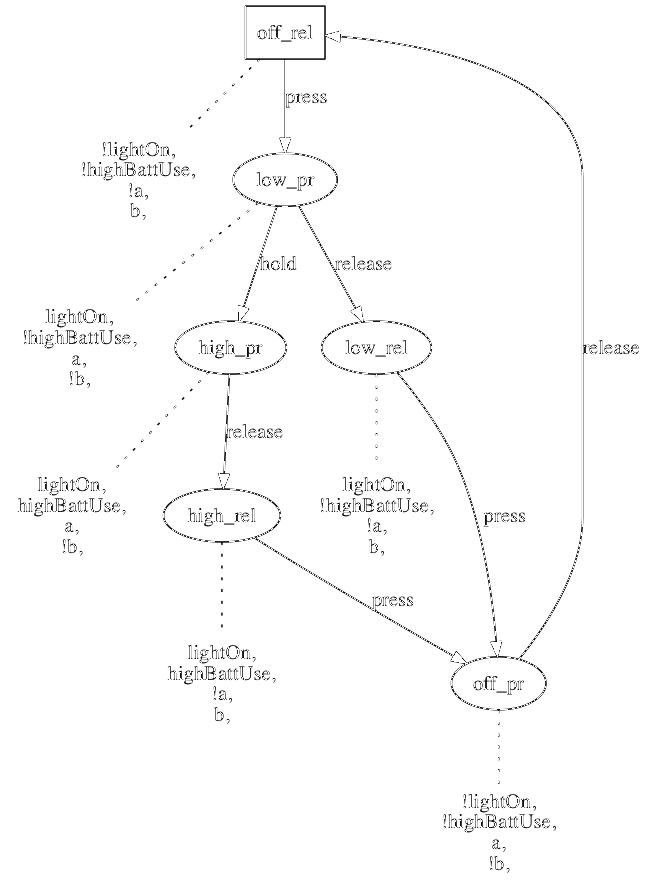 off_rel
press
!lightOn,
!highBattUse,
!a,
b,
low_pr
hold
release
lightOn,
!highBattUse,
a,
!b,
high_pr
low_rel
release
release
lightOn,
highBattUse,
a,
!b,
lightOn,
!highBattUse,
!a,
b,
high_rel
press
press
lightOn,
highBattUse,
!a,
b,
off_pr
!lightOn,
!highBattUse,
a,
!b,